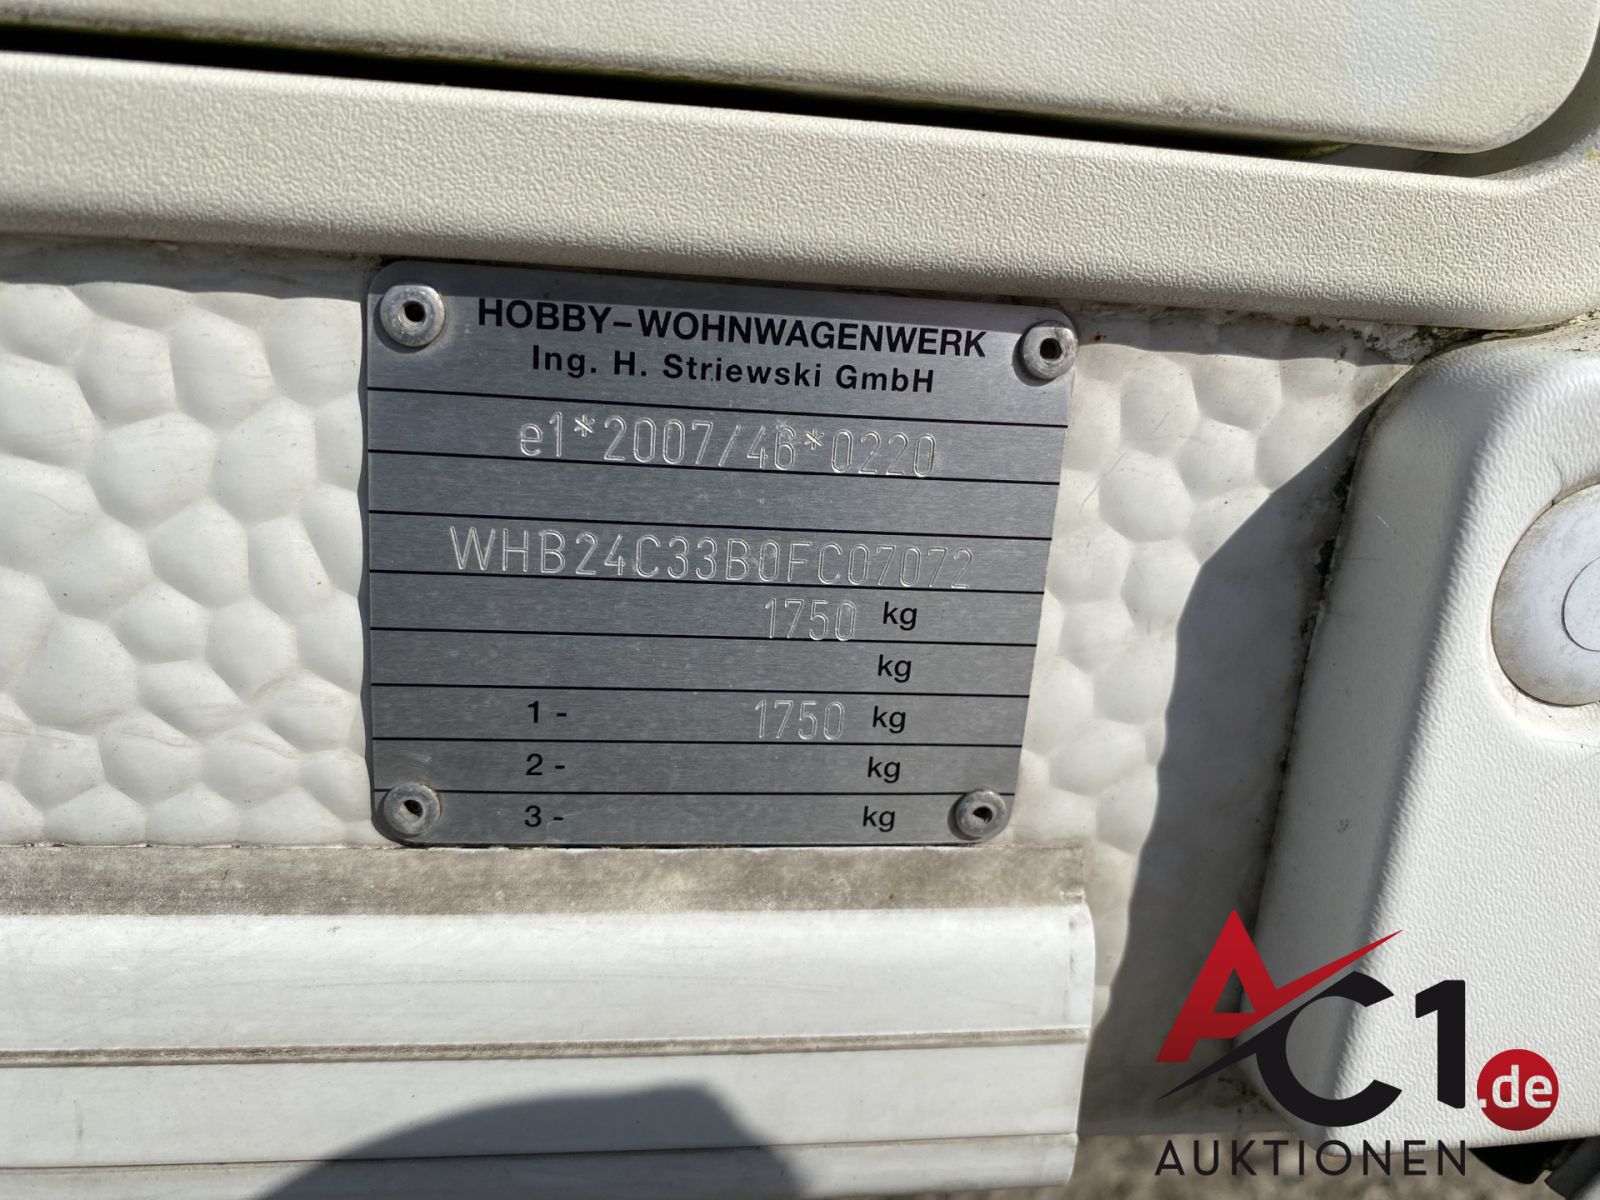 HOBBY-WOHNWAGENWERK
Ing. H. Striewski GmbH
e1*2007/46*0220
WHB24C33B0FC07072
1750 kg
kg
1 - 1750 kg
2 - kg
3 - kg
AC1.de
AUKTIONEN